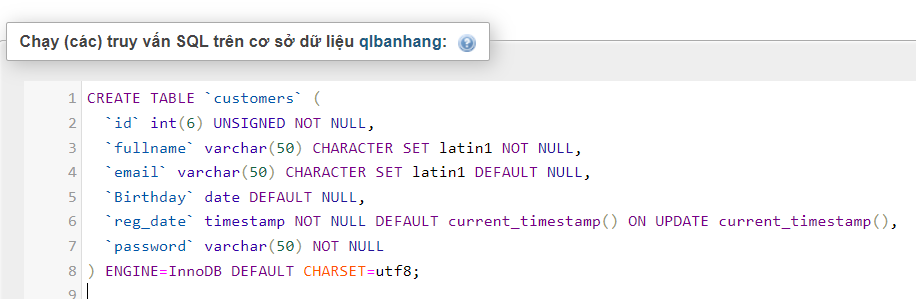 Chạy (các) truy vấn SQL trên cơ sở dữ liệu qlbanhang:
1 CREATE TABLE `customers` (
2 `id` int(6) UNSIGNED NOT NULL,
3 `fullname` varchar(50) CHARACTER SET latin1 NOT NULL,
4 `email` varchar(50) CHARACTER SET latin1 DEFAULT NULL,
5 `Birthday` date DEFAULT NULL,
6 `reg_date` timestamp NOT NULL DEFAULT current_timestamp() ON UPDATE current_timestamp(),
7 `password` varchar(50) NOT NULL
8 ) ENGINE=InnoDB DEFAULT CHARSET=utf8;
9